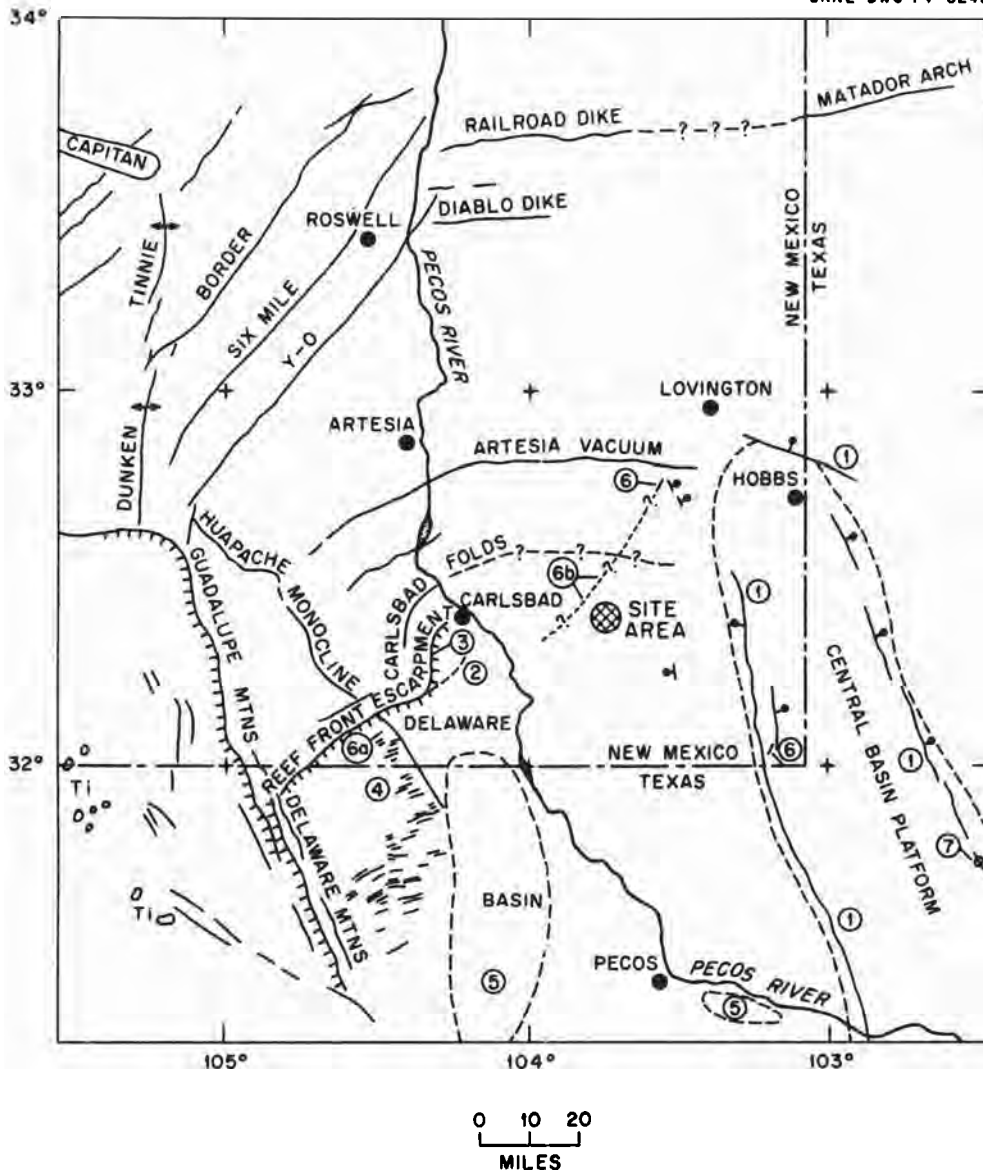 34°
CAPITAN
RAILROAD DIKE
? ? ?
MATADOR ARCH
ROSWELL
DIABLO DIKE
TINNIE
BORDER
SIX MILE
Y-O
PECOS RIVER
NEW MEXICO
TEXAS
33°
LOVINGTON
ARTESIA
ARTESIA VACUUM
DUNKEN
6
?
1
HOBBS
HUAPACHE MONOCLINE
GUADALUPE MTNS
CARLSBAD FOLDS
? ? ?
6b
?
?
CARLSBAD
SITE AREA
1
3
2
REEF FRONT ESCARPMENT
DELAWARE
CENTRAL BASIN PLATFORM
6a
4
NEW MEXICO
TEXAS
6
1
32°
Ti
DELAWARE MTNS
7
BASIN
Ti
1
PECOS
PECOS RIVER
5
5
105°
104°
103°
0 10 20
MILES